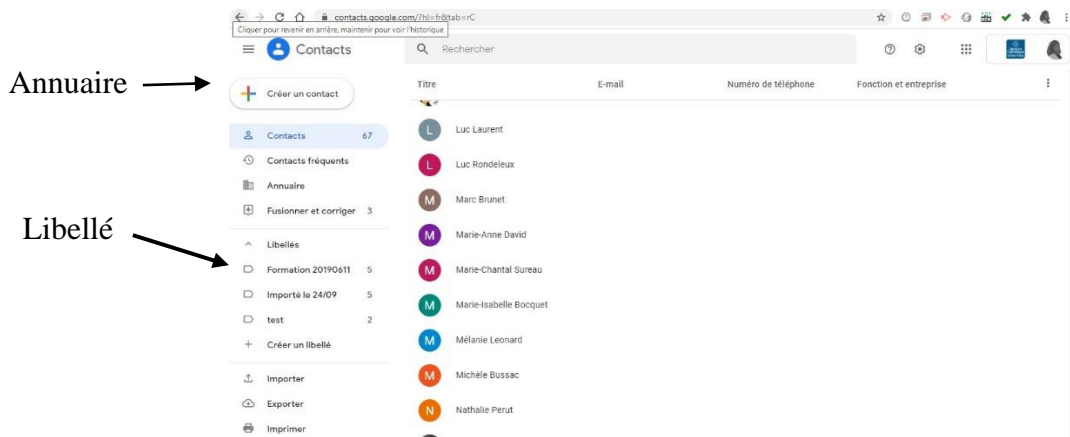 contacts.google.com/?hl=fr&tab=rC
Cliquer pour revenir en arrière, maintenir pour voir l'historique
Contacts
Rechercher
Annuaire
Créer un contact
Titre E-mail Numéro de téléphone Fonction et entreprise
Contacts 67
Contacts fréquents
Annuaire
Fusionner et corriger 3
Libellé
Libellés
Formation 20190611 5
Importé le 24/09 5
test 2
Créer un libellé
Importer
Exporter
Imprimer
L Luc Laurent
L Luc Rondeleux
M Marc Brunet
M Marie-Anne David
M Marie-Chantal Sureau
M Marie-Isabelle Bocquet
M Mélanie Leonard
M Michèle Bussac
N Nathalie Perut